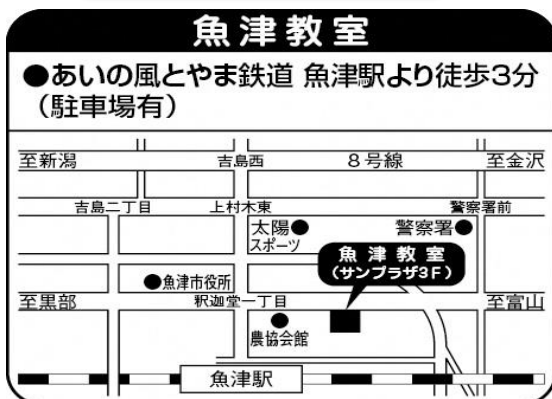 魚津教室
●あいの風とやま鉄道 魚津駅より徒歩3分
（駐車場有）
至新潟 吉島西 8号線 至金沢
吉島二丁目 上村木東 警察署前
太陽● 警察署●
スポーツ
魚津教室
（サンプラザ3F）
●魚津市役所
至黒部 釈迦堂一丁目 至富山
農協会館
魚津駅